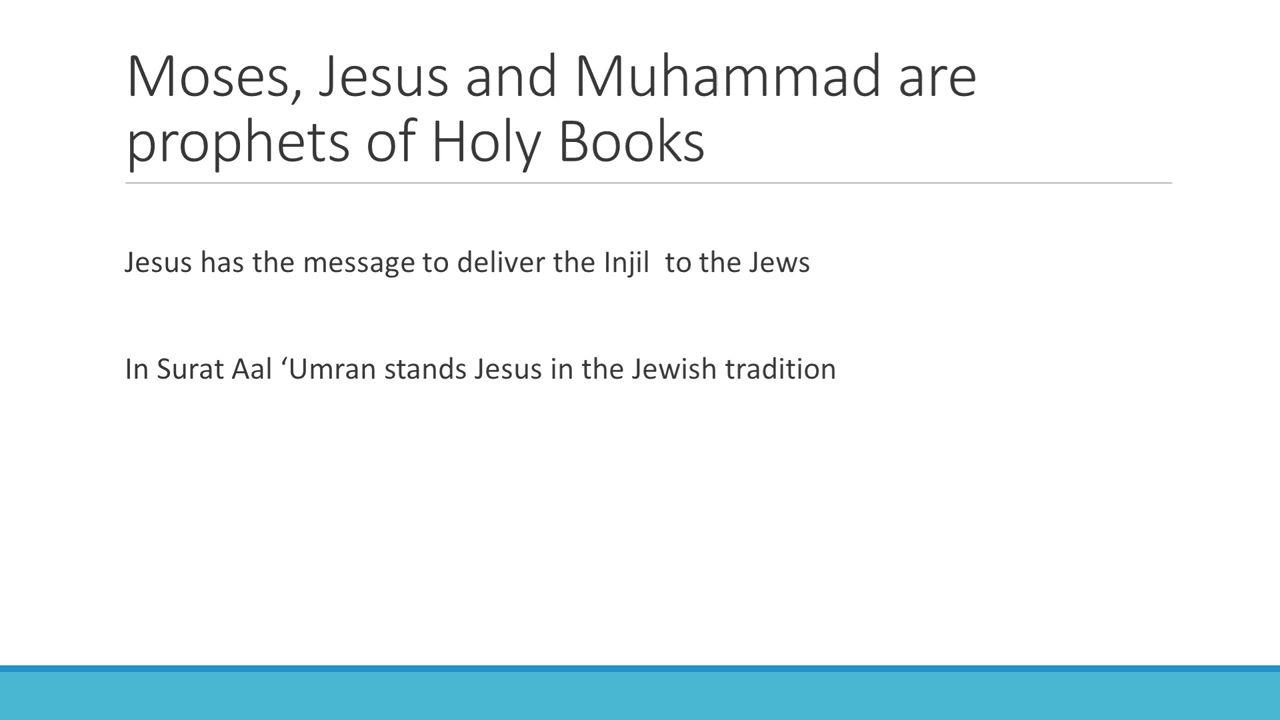 Moses, Jesus and Muhammad are
prophets of Holy Books
Jesus has the message to deliver the Injil  to the Jews
In Surat Aal ‘Umran stands Jesus in the Jewish tradition